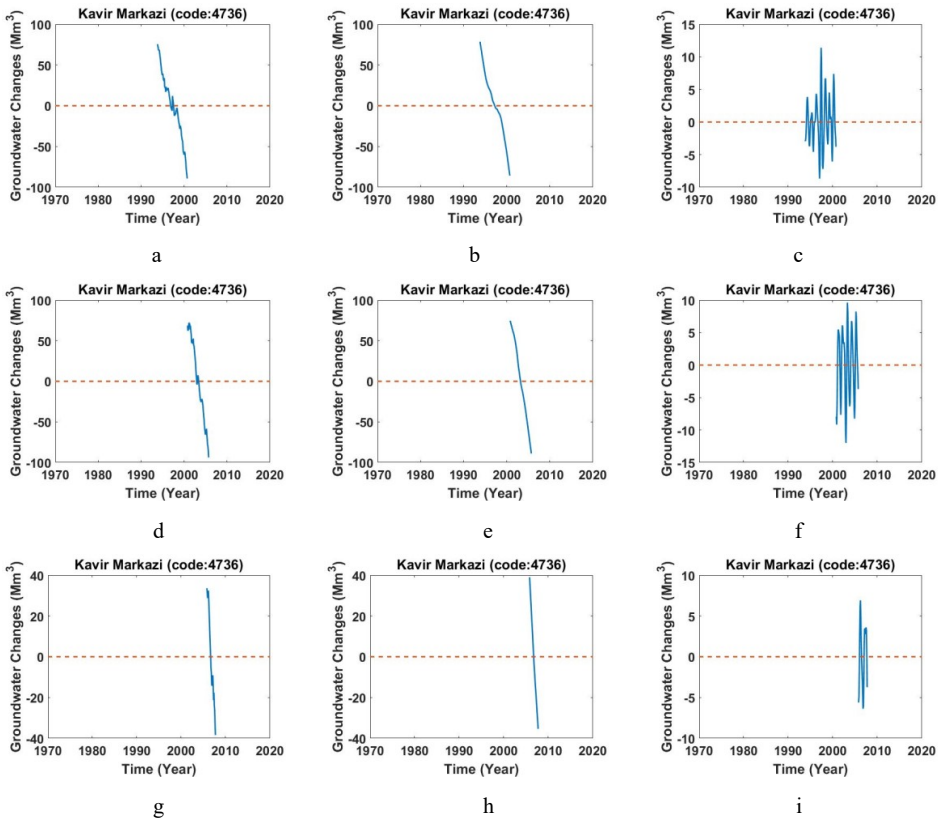 Kavir Markazi (code:4736)
Groundwater Changes (Mm³)
100
50
0
-50
-100
1970 1980 1990 2000 2010 2020
Time (Year)
a
Kavir Markazi (code:4736)
Groundwater Changes (Mm³)
100
50
0
-50
-100
1970 1980 1990 2000 2010 2020
Time (Year)
b
Kavir Markazi (code:4736)
Groundwater Changes (Mm³)
15
10
5
0
-5
-10
1970 1980 1990 2000 2010 2020
Time (Year)
c
Kavir Markazi (code:4736)
Groundwater Changes (Mm³)
100
50
0
-50
-100
1970 1980 1990 2000 2010 2020
Time (Year)
d
Kavir Markazi (code:4736)
Groundwater Changes (Mm³)
100
50
0
-50
-100
1970 1980 1990 2000 2010 2020
Time (Year)
e
Kavir Markazi (code:4736)
Groundwater Changes (Mm³)
10
5
0
-5
-10
-15
1970 1980 1990 2000 2010 2020
Time (Year)
f
Kavir Markazi (code:4736)
Groundwater Changes (Mm³)
40
20
0
-20
-40
1970 1980 1990 2000 2010 2020
Time (Year)
g
Kavir Markazi (code:4736)
Groundwater Changes (Mm³)
40
20
0
-20
-40
1970 1980 1990 2000 2010 2020
Time (Year)
h
Kavir Markazi (code:4736)
Groundwater Changes (Mm³)
10
5
0
-5
-10
1970 1980 1990 2000 2010 2020
Time (Year)
i